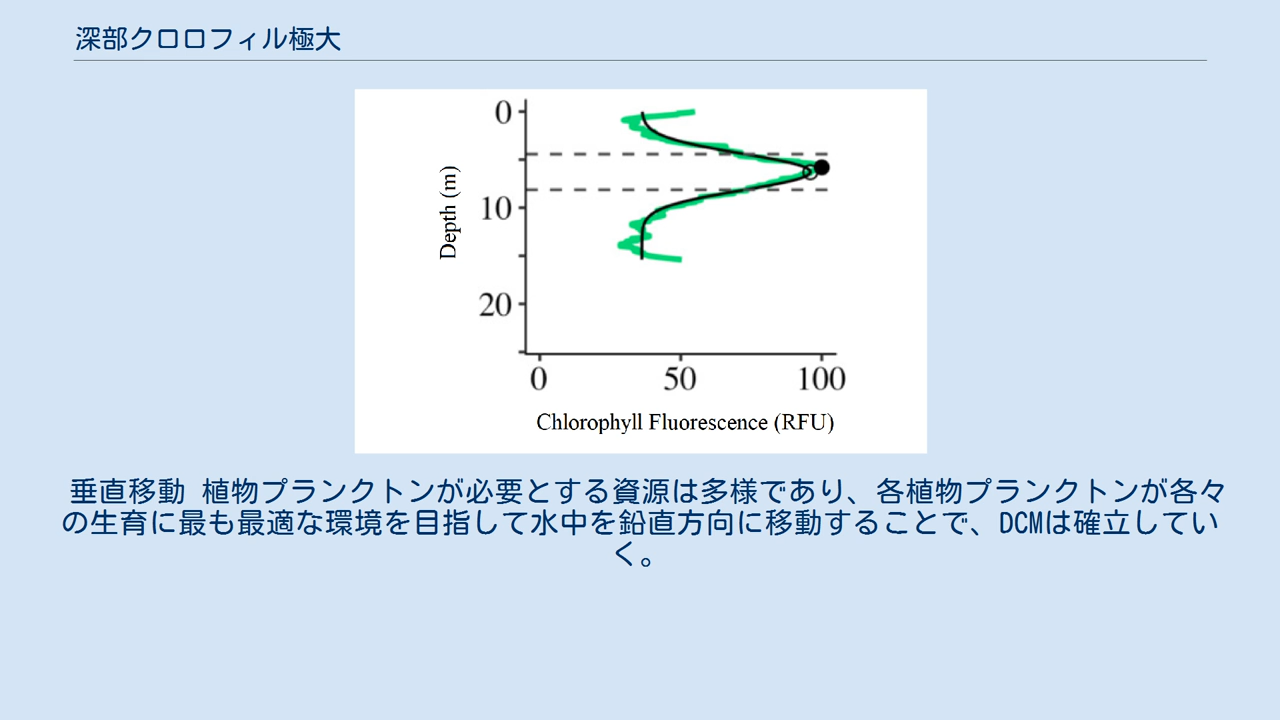 深部クロロフィル極大
0
10
20
Depth (m)
0 50 100
Chlorophyll Fluorescence (RFU)
垂直移動 植物プランクトンが必要とする資源は多様であり、各植物プランクトンが各々
の生育に最も最適な環境を目指して水中を鉛直方向に移動することで、DCMは確立してい
く。